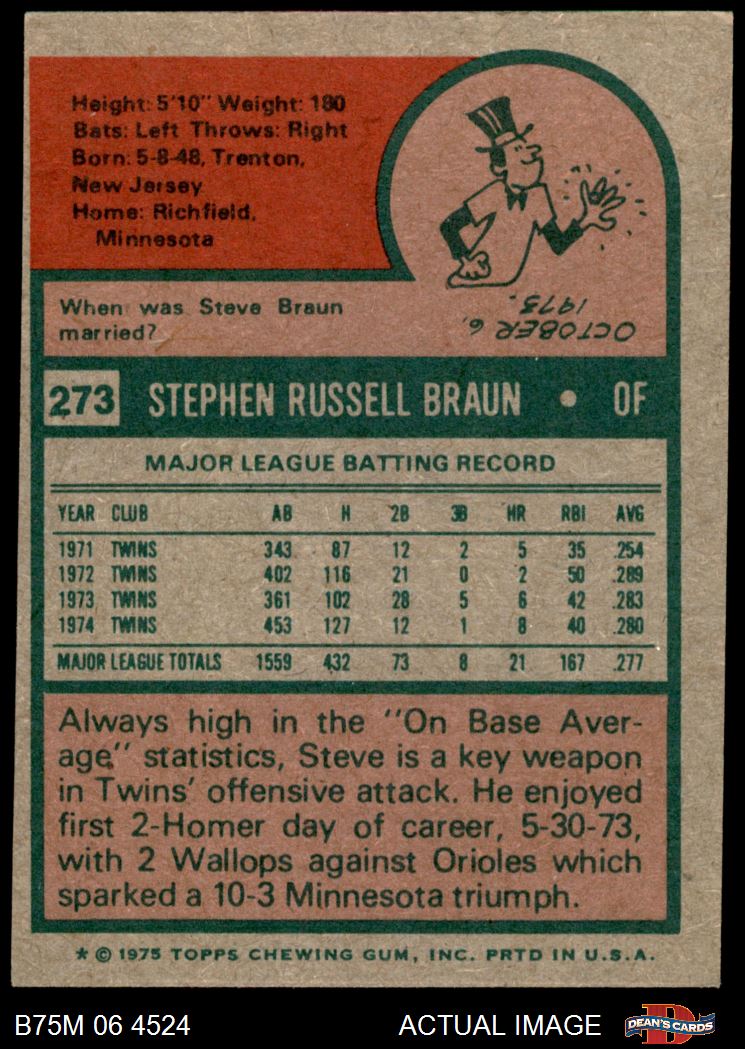 Height: 5'10" Weight: 180
Bats: Left Throws: Right
Born: 5-8-48, Trenton,
New Jersey
Home: Richfield,
Minnesota
When was Steve Braun
married?
OCTOBER 6,
1973.
273 STEPHEN RUSSELL BRAUN • OF
MAJOR LEAGUE BATTING RECORD
YEAR CLUB AB H 2B 3B HR RBI AVG
1971 TWINS 343 87 12 2 5 35 .254
1972 TWINS 402 116 21 0 2 50 .289
1973 TWINS 361 102 28 5 6 42 .283
1974 TWINS 453 127 12 1 8 40 .280
MAJOR LEAGUE TOTALS 1559 432 73 8 21 167 .277
Always high in the "On Base Aver-
age" statistics, Steve is a key weapon
in Twins' offensive attack. He enjoyed
first 2-Homer day of career, 5-30-73,
with 2 Wallops against Orioles which
sparked a 10-3 Minnesota triumph.
* © 1975 TOPPS CHEWING GUM, INC. PRTD IN U.S.A.
B75M 06 4524 ACTUAL IMAGE D DEAN'S CARDS